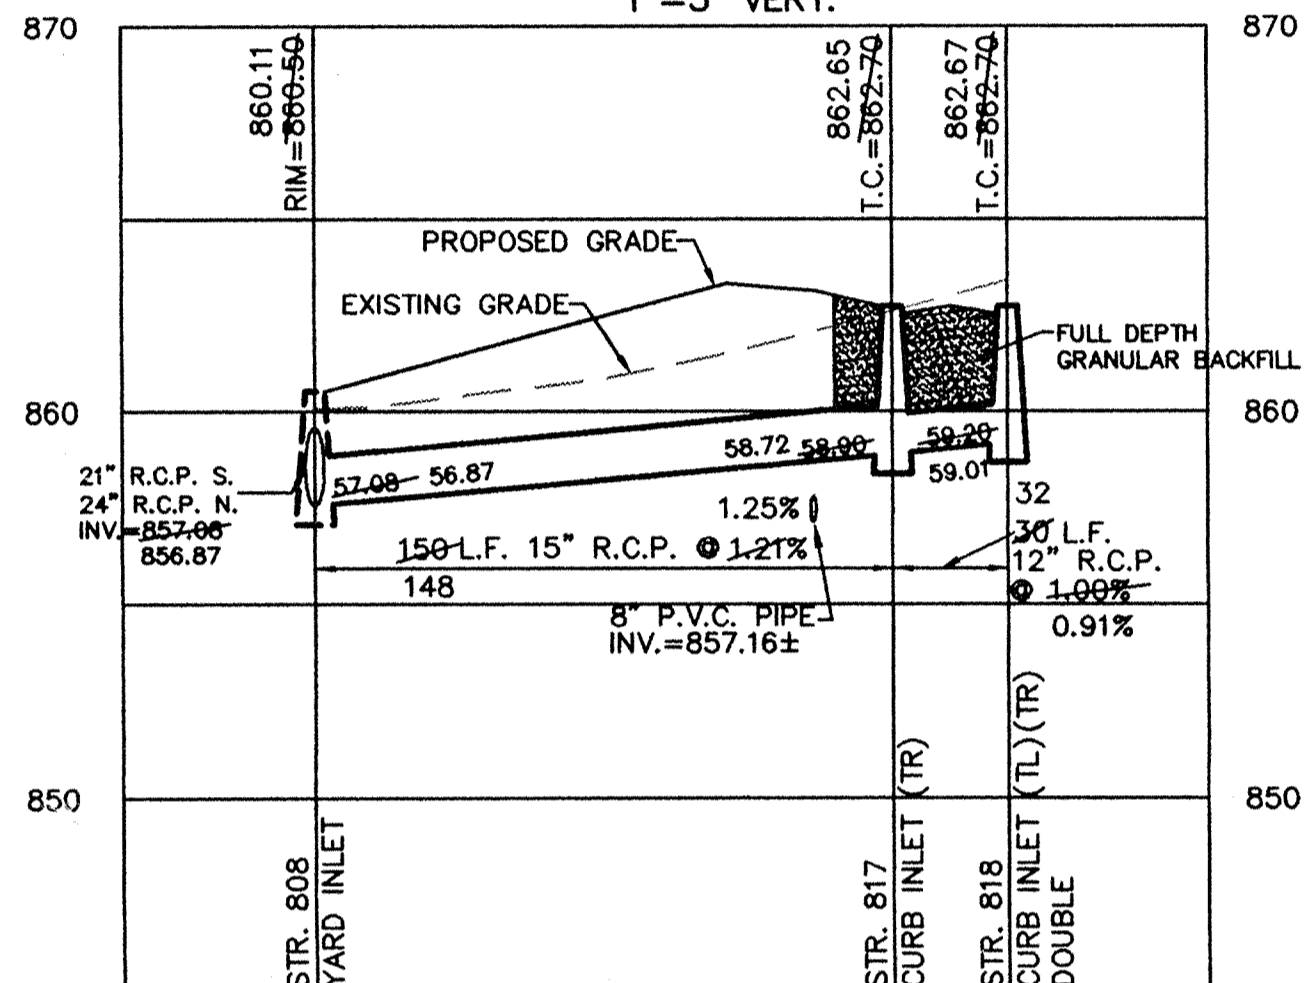 1"=5' VERT.
870
870
860.11
RIM=860.50
862.65
T.C.=862.70
862.67
T.C.=862.70
PROPOSED GRADE
EXISTING GRADE
FULL DEPTH
GRANULAR BACKFILL
860
860
21" R.C.P. S.
24" R.C.P. N.
INV.=857.08
856.87
57.08 56.87
58.72 58.90
59.20
59.01
1.25%
150 L.F. 15" R.C.P. @ 1.21%
148
32
30 L.F.
12" R.C.P.
@ 1.00%
0.91%
8" P.V.C. PIPE
INV.=857.16±
850
850
STR. 808
YARD INLET
STR. 817
CURB INLET (TR)
STR. 818
CURB INLET (TL)(TR)
DOUBLE